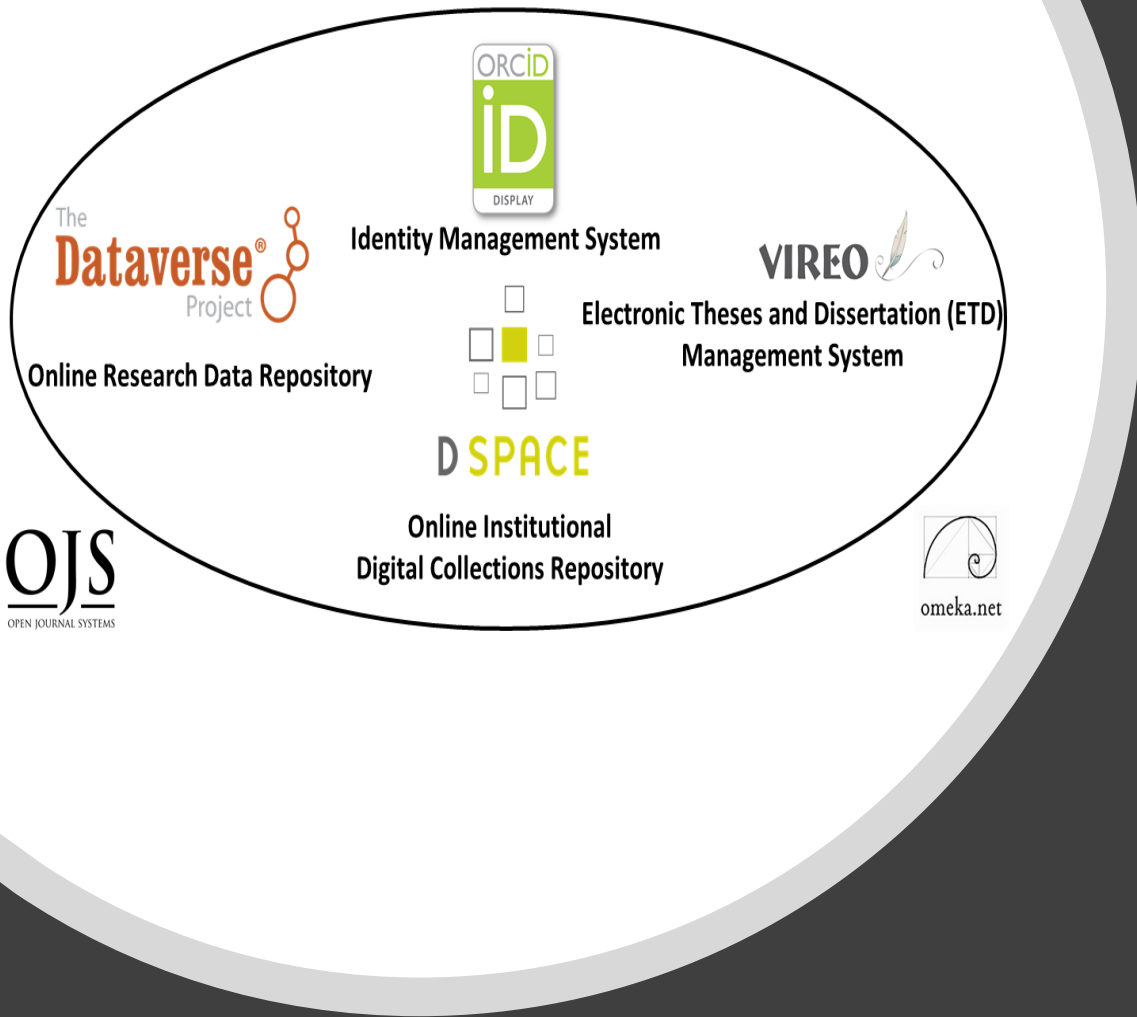 ORCiD
iD
DISPLAY
Identity Management System
The
Dataverse®
Project
Online Research Data Repository
VIREO
Electronic Theses and Dissertation (ETD)
Management System
D SPACE
Online Institutional
Digital Collections Repository
OJS
OPEN JOURNAL SYSTEMS
omeka.net